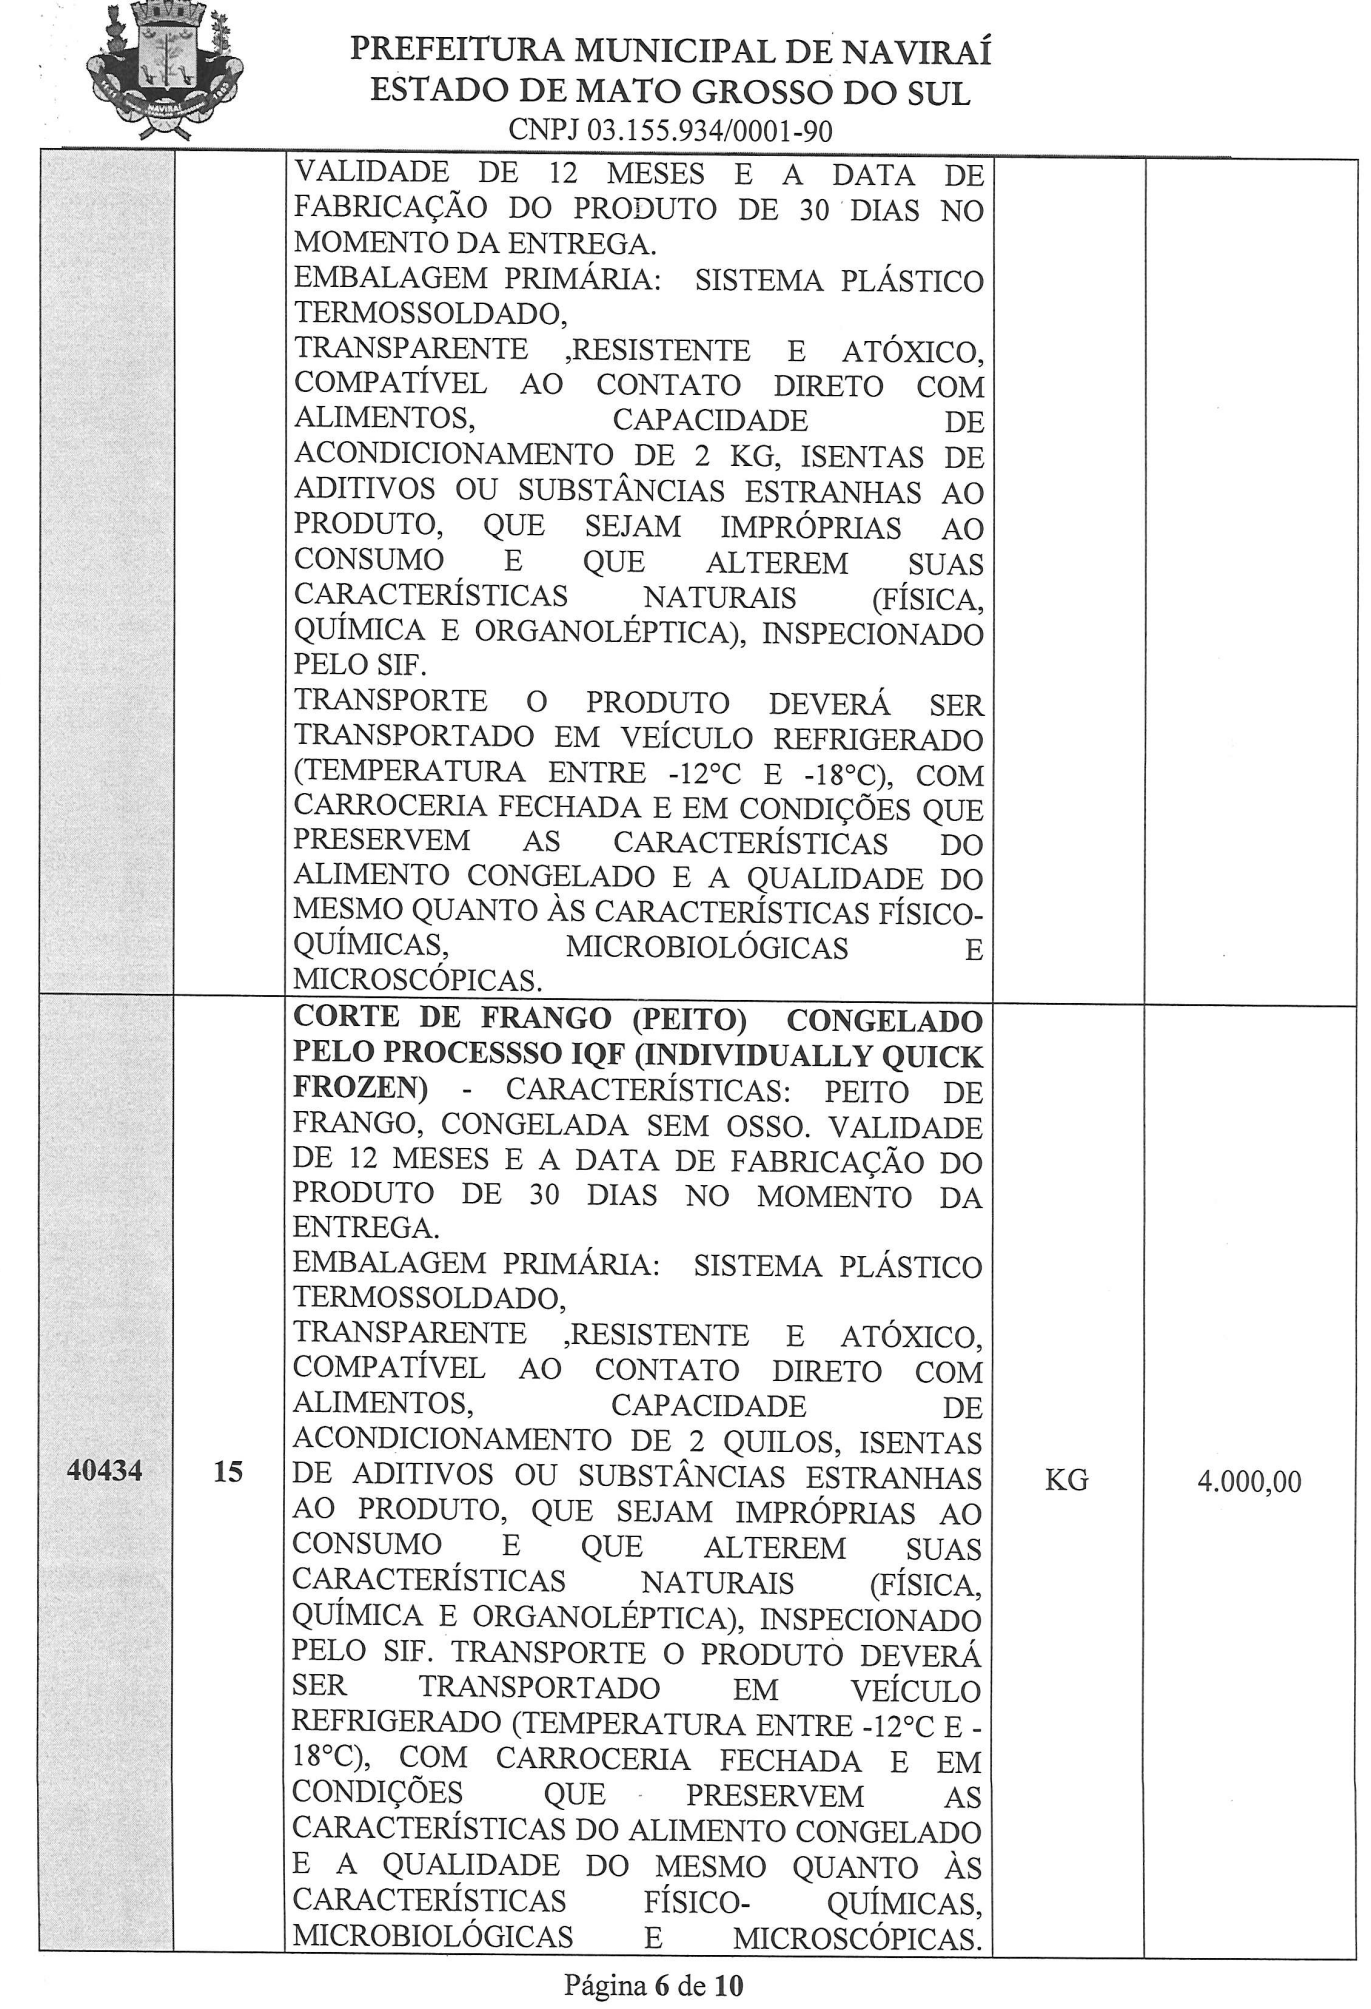 NAVIRAÍ
PREFEITURA MUNICIPAL DE NAVIRAÍ
ESTADO DE MATO GROSSO DO SUL
CNPJ 03.155.934/0001-90
VALIDADE DE 12 MESES E A DATA DE
FABRICAÇÃO DO PRODUTO DE 30 DIAS NO
MOMENTO DA ENTREGA.
EMBALAGEM PRIMÁRIA: SISTEMA PLÁSTICO
TERMOSSOLDADO,
TRANSPARENTE ,RESISTENTE E ATÓXICO,
COMPATÍVEL AO CONTATO DIRETO COM
ALIMENTOS, CAPACIDADE DE
ACONDICIONAMENTO DE 2 KG, ISENTAS DE
ADITIVOS OU SUBSTÂNCIAS ESTRANHAS AO
PRODUTO, QUE SEJAM IMPRÓPRIAS AO
CONSUMO E QUE ALTEREM SUAS
CARACTERÍSTICAS NATURAIS (FÍSICA,
QUÍMICA E ORGANOLÉPTICA), INSPECIONADO
PELO SIF.
TRANSPORTE O PRODUTO DEVERÁ SER
TRANSPORTADO EM VEÍCULO REFRIGERADO
(TEMPERATURA ENTRE -12°C E -18°C), COM
CARROCERIA FECHADA E EM CONDIÇÕES QUE
PRESERVEM AS CARACTERÍSTICAS DO
ALIMENTO CONGELADO E A QUALIDADE DO
MESMO QUANTO ÀS CARACTERÍSTICAS FÍSICO-
QUÍMICAS, MICROBIOLÓGICAS E
MICROSCÓPICAS.
CORTE DE FRANGO (PEITO) CONGELADO
PELO PROCESSSO IQF (INDIVIDUALLY QUICK
FROZEN) - CARACTERÍSTICAS: PEITO DE
FRANGO, CONGELADA SEM OSSO. VALIDADE
DE 12 MESES E A DATA DE FABRICAÇÃO DO
PRODUTO DE 30 DIAS NO MOMENTO DA
ENTREGA.
EMBALAGEM PRIMÁRIA: SISTEMA PLÁSTICO
TERMOSSOLDADO,
TRANSPARENTE ,RESISTENTE E ATÓXICO,
COMPATÍVEL AO CONTATO DIRETO COM
ALIMENTOS, CAPACIDADE DE
ACONDICIONAMENTO DE 2 QUILOS, ISENTAS
40434 15 DE ADITIVOS OU SUBSTÂNCIAS ESTRANHAS KG 4.000,00
AO PRODUTO, QUE SEJAM IMPRÓPRIAS AO
CONSUMO E QUE ALTEREM SUAS
CARACTERÍSTICAS NATURAIS (FÍSICA,
QUÍMICA E ORGANOLÉPTICA), INSPECIONADO
PELO SIF. TRANSPORTE O PRODUTO DEVERÁ
SER TRANSPORTADO EM VEÍCULO
REFRIGERADO (TEMPERATURA ENTRE -12°C E -
18°C), COM CARROCERIA FECHADA E EM
CONDIÇÕES QUE PRESERVEM AS
CARACTERÍSTICAS DO ALIMENTO CONGELADO
E A QUALIDADE DO MESMO QUANTO ÀS
CARACTERÍSTICAS FÍSICO- QUÍMICAS,
MICROBIOLÓGICAS E MICROSCÓPICAS.
Página 6 de 10